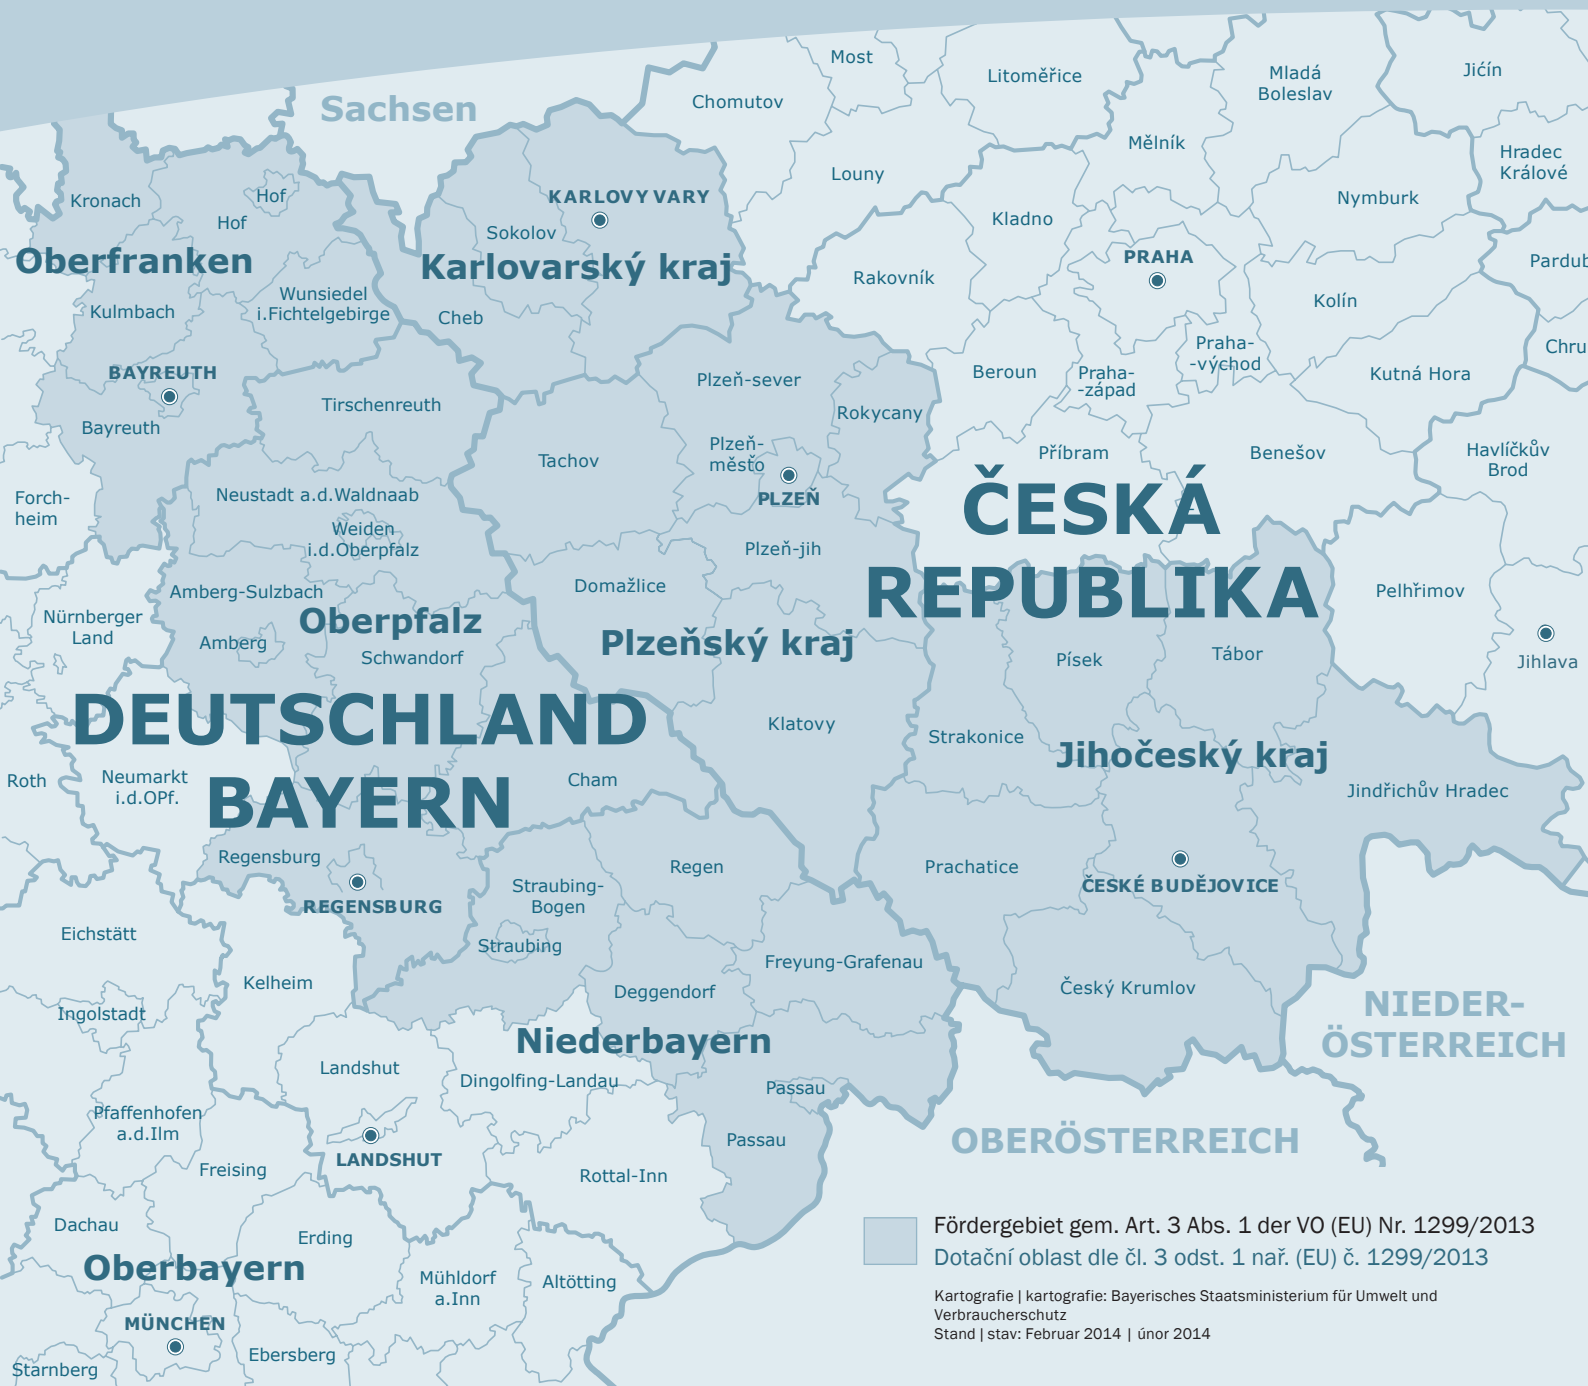 Most
Litoměřice
Mladá
Boleslav
Jíčín
Sachsen
Chomutov
Mělník
Hradec
Králové
Louny
Nymburk
Kronach
Hof
Hof
KARLOVY VARY
Sokolov
Kladno
PRAHA
Pardub
Oberfranken
Karlovarský kraj
Rakovník
Kolín
Wunsiedel
i.Fichtelgebirge
Kulmbach
Cheb
Praha-
-východ
Chru
BAYREUTH
Plzeň-sever
Beroun
Praha-
-západ
Kutná Hora
Tirschenreuth
Rokycany
Bayreuth
Plzeň-
město
Tachov
Příbram
Benešov
Havlíčkův
Brod
Forch-
heim
Neustadt a.d.Waldnaab
PLZEŇ
ČESKÁ
REPUBLIKA
Weiden
i.d.Oberpfalz
Plzeň-jih
Amberg-Sulzbach
Domažlice
Pelhřimov
Nürnberger
Land
Oberpfalz
Amberg
Schwandorf
Plzeňský kraj
Písek
Tábor
Jihlava
DEUTSCHLAND
BAYERN
Klatovy
Strakonice
Jihočeský kraj
Roth
Neumarkt
i.d.OPf.
Cham
Jindřichův Hradec
Regensburg
Regen
Prachatice
ČESKÉ BUDĚJOVICE
Straubing-
Bogen
REGENSBURG
Eichstätt
Straubing
Freyung-Grafenau
Kelheim
Deggendorf
Český Krumlov
NIEDER-
ÖSTERREICH
Ingolstadt
Niederbayern
Landshut
Dingolfing-Landau
Passau
Pfaffenhofen
a.d.Ilm
Passau
OBERÖSTERREICH
LANDSHUT
Freising
Rottal-Inn
Dachau
Erding
Oberbayern
Mühldorf
a.Inn
Altötting
MÜNCHEN
Ebersberg
Starnberg
Fördergebiet gem. Art. 3 Abs. 1 der VO (EU) Nr. 1299/2013
Dotační oblast dle čl. 3 odst. 1 nař. (EU) č. 1299/2013
Kartografie | kartografie: Bayerisches Staatsministerium für Umwelt und
Verbraucherschutz
Stand | stav: Februar 2014 | únor 2014